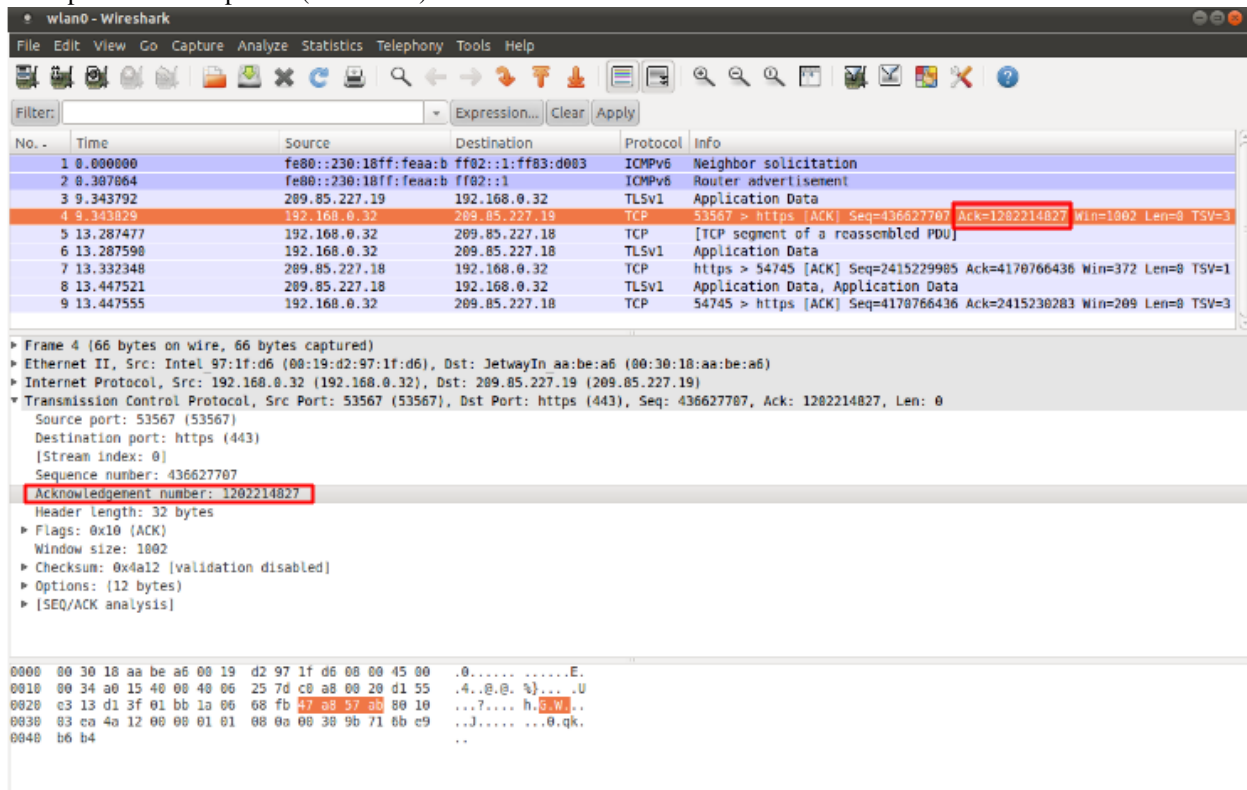 wlan0 - Wireshark
File Edit View Go Capture Analyze Statistics Telephony Tools Help
Filter: Expression... Clear Apply
No. . Time Source Destination Protocol Info
1 0.000000 fe80::230:18ff:feaa:b ff02::1:ff83:d003 ICMPv6 Neighbor solicitation
2 0.307064 fe80::230:18ff:feaa:b ff02::1 ICMPv6 Router advertisement
3 9.343792 209.85.227.19 192.168.0.32 TLSv1 Application Data
4 9.343829 192.168.0.32 209.85.227.19 TCP 53567 > https [ACK] Seq=436627707 Ack=1202214827 Win=1002 Len=0 TSV=3
5 13.287477 192.168.0.32 209.85.227.18 TCP [TCP segment of a reassembled PDU]
6 13.287590 192.168.0.32 209.85.227.18 TLSv1 Application Data
7 13.332348 209.85.227.18 192.168.0.32 TCP https > 54745 [ACK] Seq=2415229905 Ack=4170766436 Win=372 Len=0 TSV=1
8 13.447521 209.85.227.18 192.168.0.32 TLSv1 Application Data, Application Data
9 13.447555 192.168.0.32 209.85.227.18 TCP 54745 > https [ACK] Seq=4170766436 Ack=2415230283 Win=209 Len=0 TSV=3
Frame 4 (66 bytes on wire, 66 bytes captured)
Ethernet II, Src: Intel_97:1f:d6 (00:19:d2:97:1f:d6), Dst: JetwayIn_aa:be:a6 (00:30:18:aa:be:a6)
Internet Protocol, Src: 192.168.0.32 (192.168.0.32), Dst: 209.85.227.19 (209.85.227.19)
Transmission Control Protocol, Src Port: 53567 (53567), Dst Port: https (443), Seq: 436627707, Ack: 1202214827, Len: 0
Source port: 53567 (53567)
Destination port: https (443)
[Stream index: 0]
Sequence number: 436627707
Acknowledgement number: 1202214827
Header length: 32 bytes
Flags: 0x10 (ACK)
Window size: 1002
Checksum: 0x4a12 [validation disabled]
Options: (12 bytes)
[SEQ/ACK analysis]
0000 00 30 18 aa be a6 00 19 d2 97 1f d6 08 00 45 00 .0...... ......E.
0010 00 34 a0 15 40 00 40 06 25 7d c0 a8 00 20 d1 55 .4..@.@. %}... .U
0020 e3 13 d1 3f 01 bb 1a 06 68 fb 47 a8 57 ab 80 10 ...?.... h.G.W...
0030 03 ea 4a 12 00 00 01 01 08 0a 00 30 9b 71 6b c9 ..J..... ...0.qk.
0040 b6 b4 ..